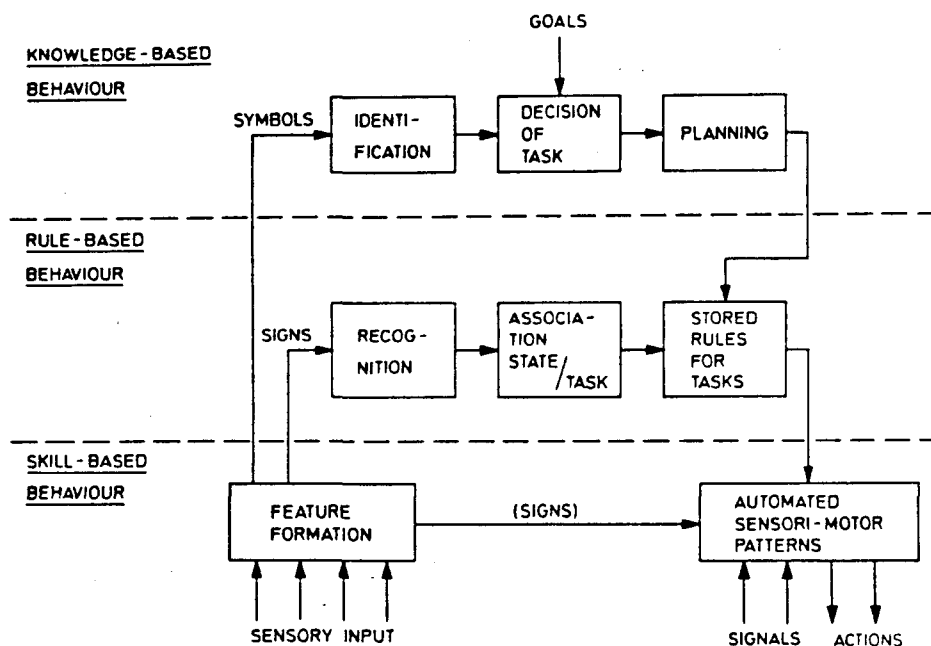 GOALS
KNOWLEDGE-BASED
BEHAVIOUR
SYMBOLS
IDENTI-
FICATION
DECISION
OF
TASK
PLANNING
RULE-BASED
BEHAVIOUR
SIGNS
RECOG-
NITION
ASSOCIA-
TION
STATE
/TASK
STORED
RULES
FOR
TASKS
SKILL-BASED
BEHAVIOUR
FEATURE
FORMATION
(SIGNS)
AUTOMATED
SENSORI-MOTOR
PATTERNS
SENSORY INPUT
SIGNALS
ACTIONS